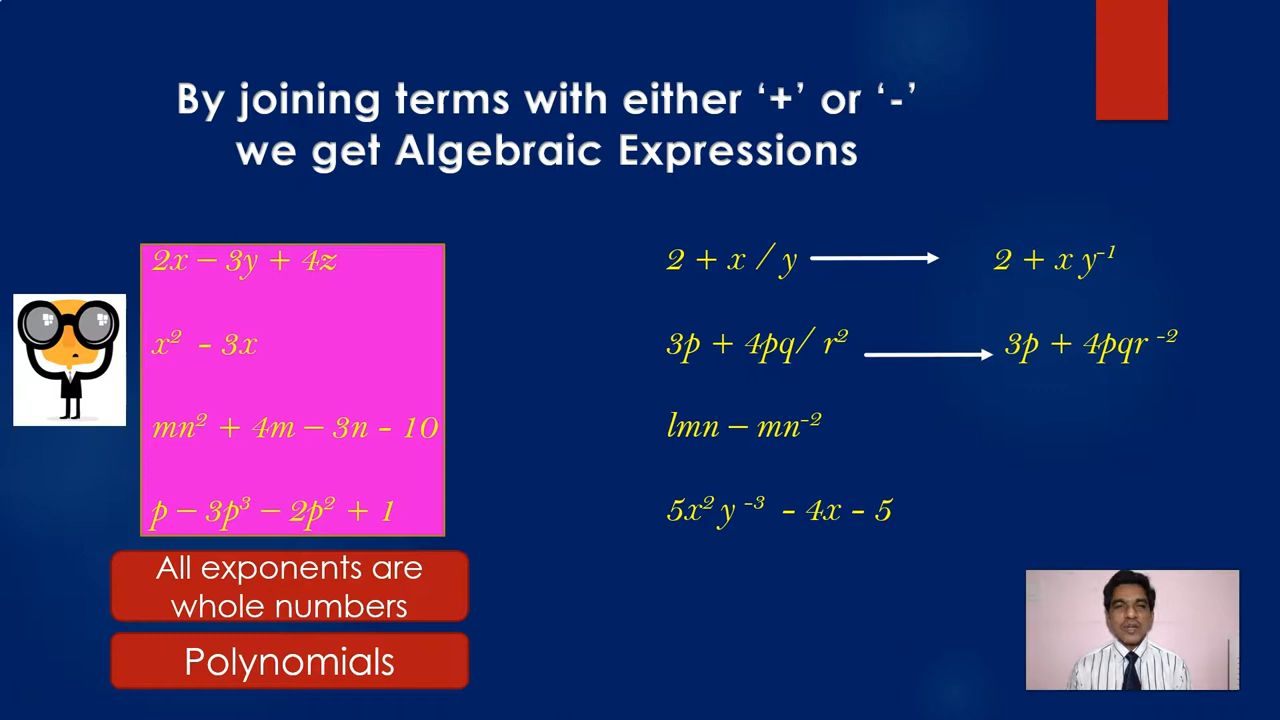 By joining terms with either ‘+’ or ‘-’
we get Algebraic Expressions
2x – 3y + 4z
x² - 3x
mn² + 4m – 3n - 10
p – 3p³ – 2p² + 1
All exponents are
whole numbers
Polynomials
2 + x / y
2 + x y⁻¹
3p + 4pq/ r²
3p + 4pqr ⁻²
lmn – mn⁻²
5x² y ⁻³ - 4x - 5